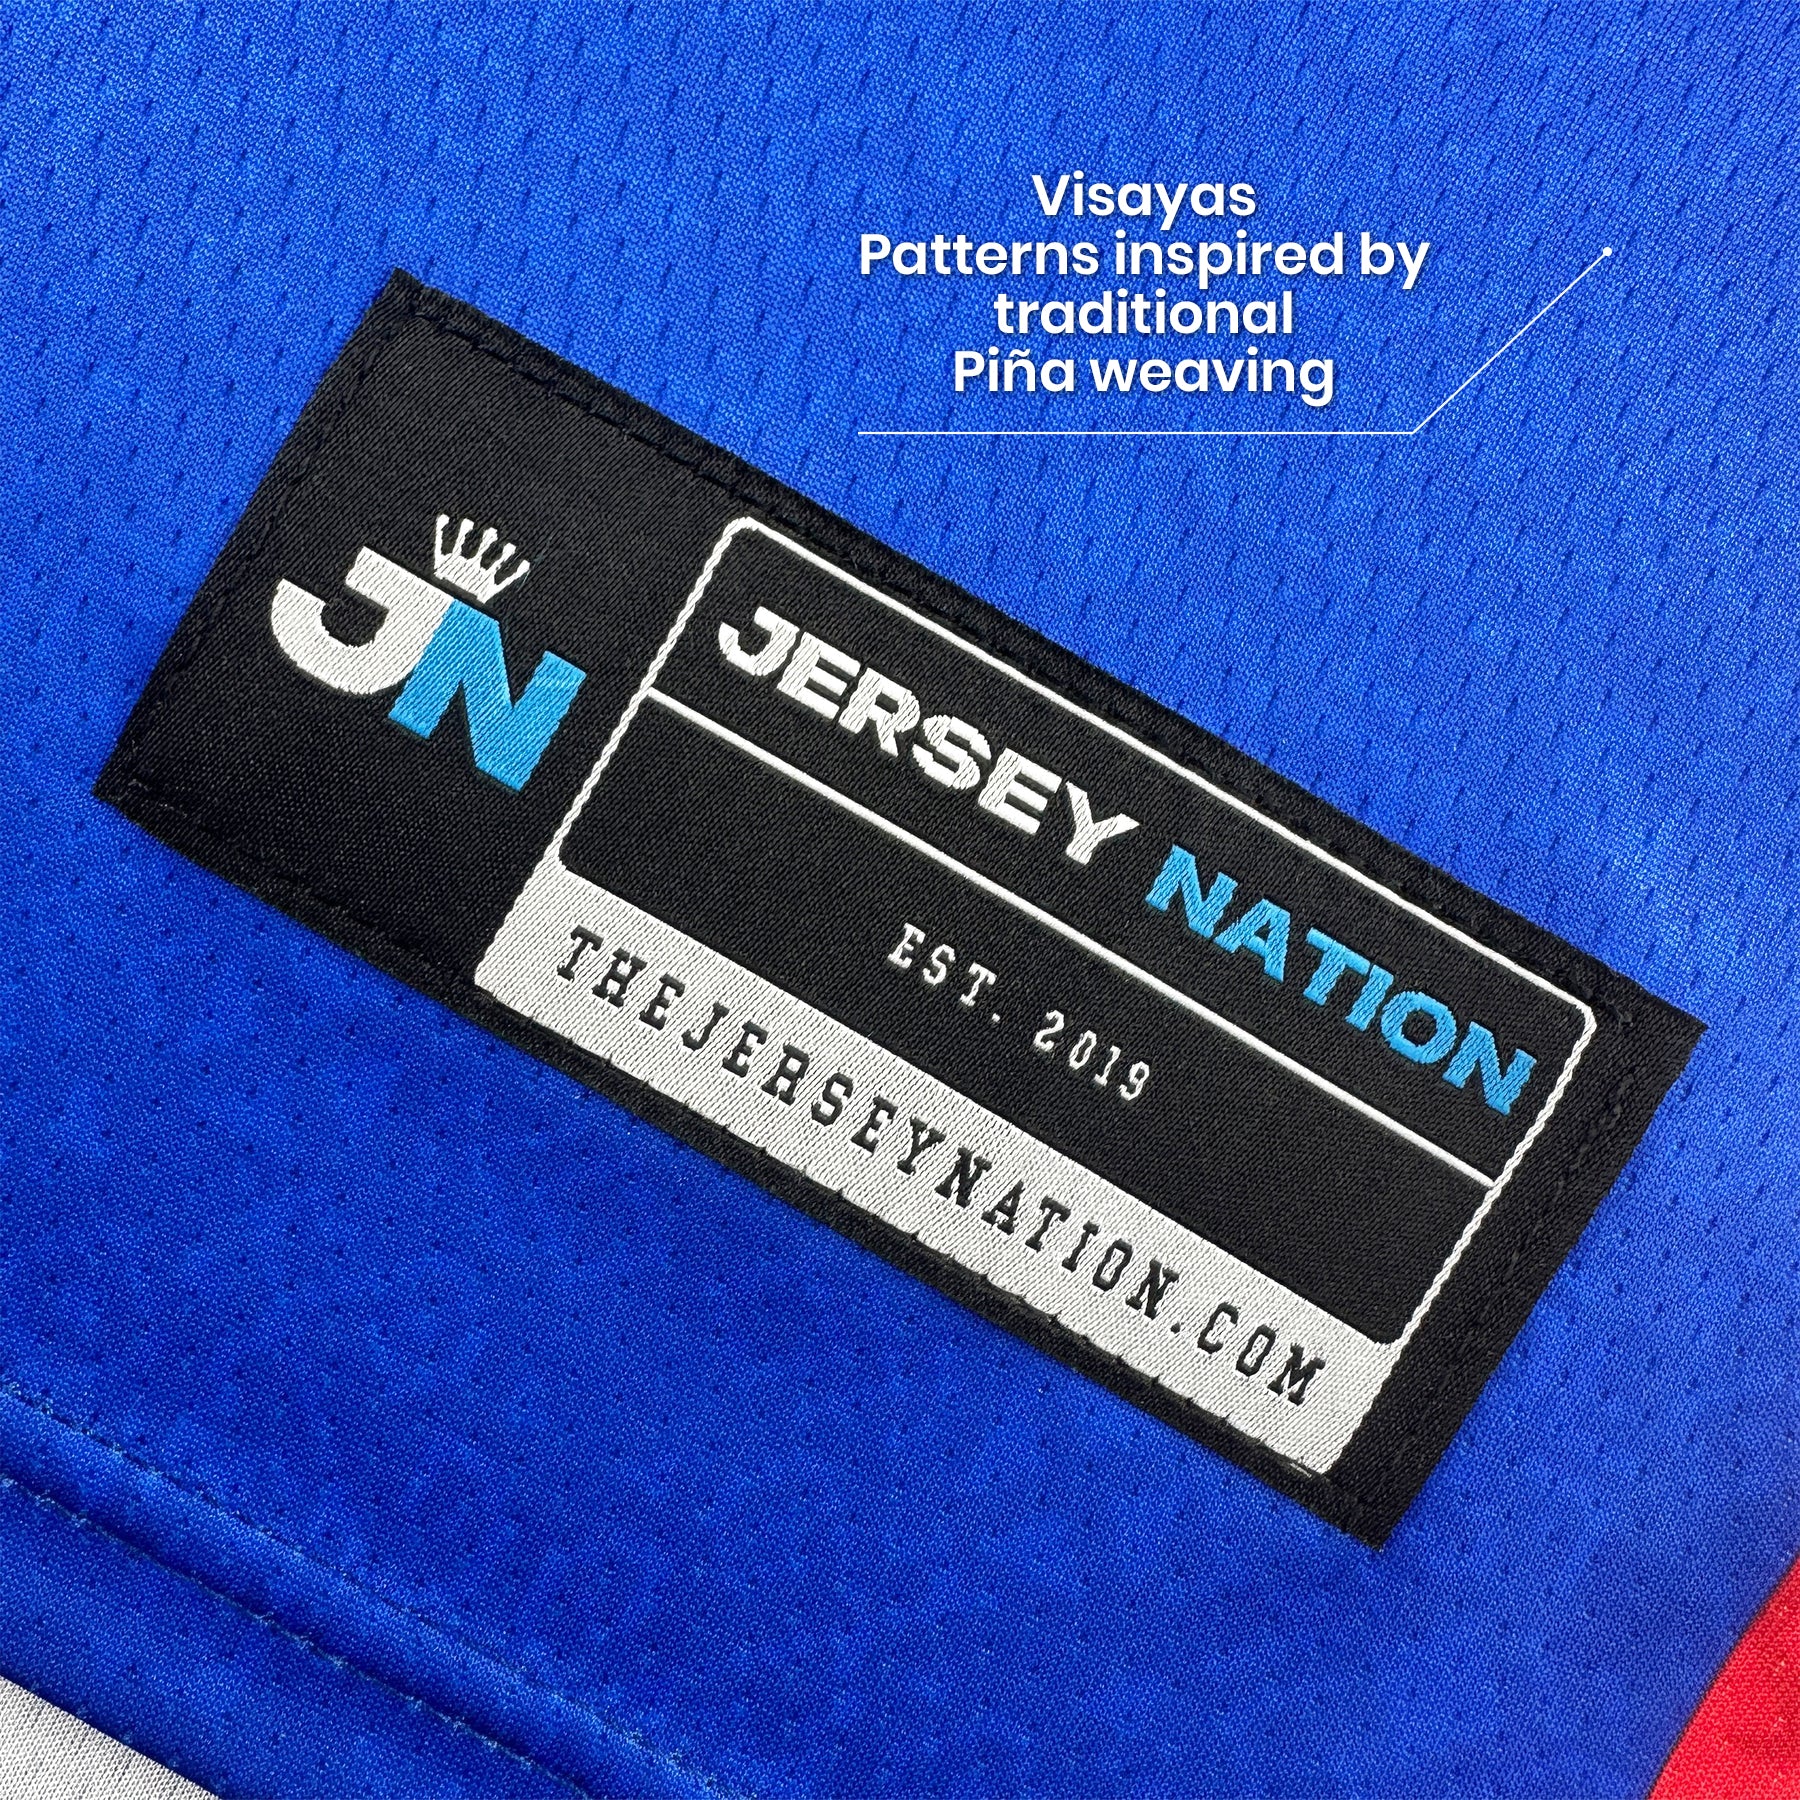 Visayas
Patterns inspired by
traditional
Piña weaving
JN
JERSEY NATION
EST. 2019
THEJERSEYNATION.COM